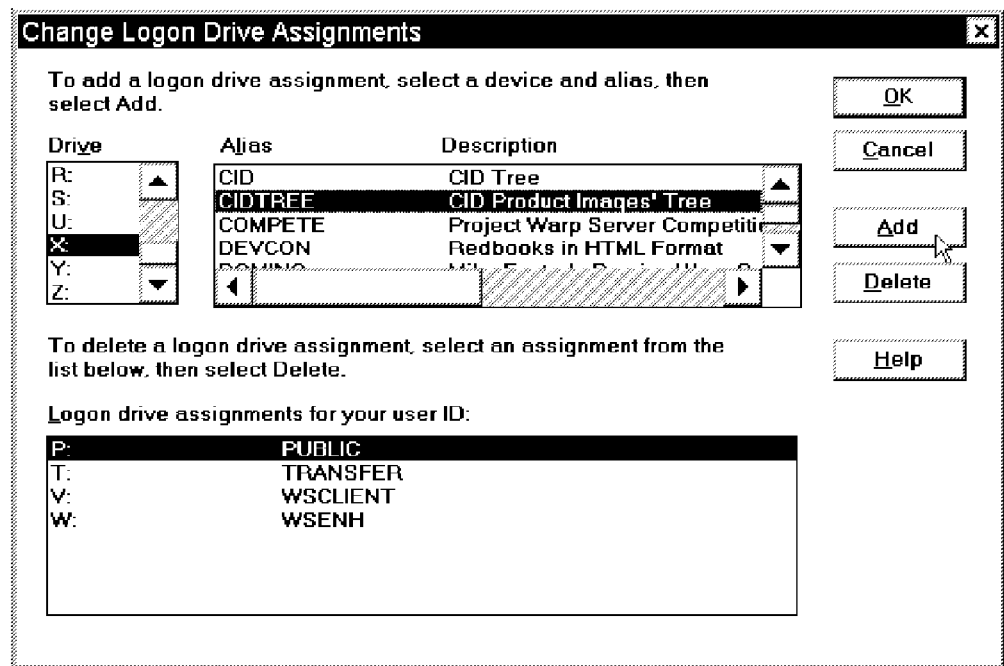 Change Logon Drive Assignments
To add a logon drive assignment, select a device and alias, then
select Add.
OK
Cancel
Drive Alias Description
R:
S:
U:
X:
Y:
Z:
CID CID Tree
CIDTREE CID Product Images' Tree
COMPETE Project Warp Server
DEVCON Redbooks in HTML Format
Add
Delete
To delete a logon drive assignment, select an assignment from the
list below, then select Delete.
Help
Logon drive assignments for your user ID:
P: PUBLIC
T: TRANSFER
V: WSCLIENT
W: WSENH